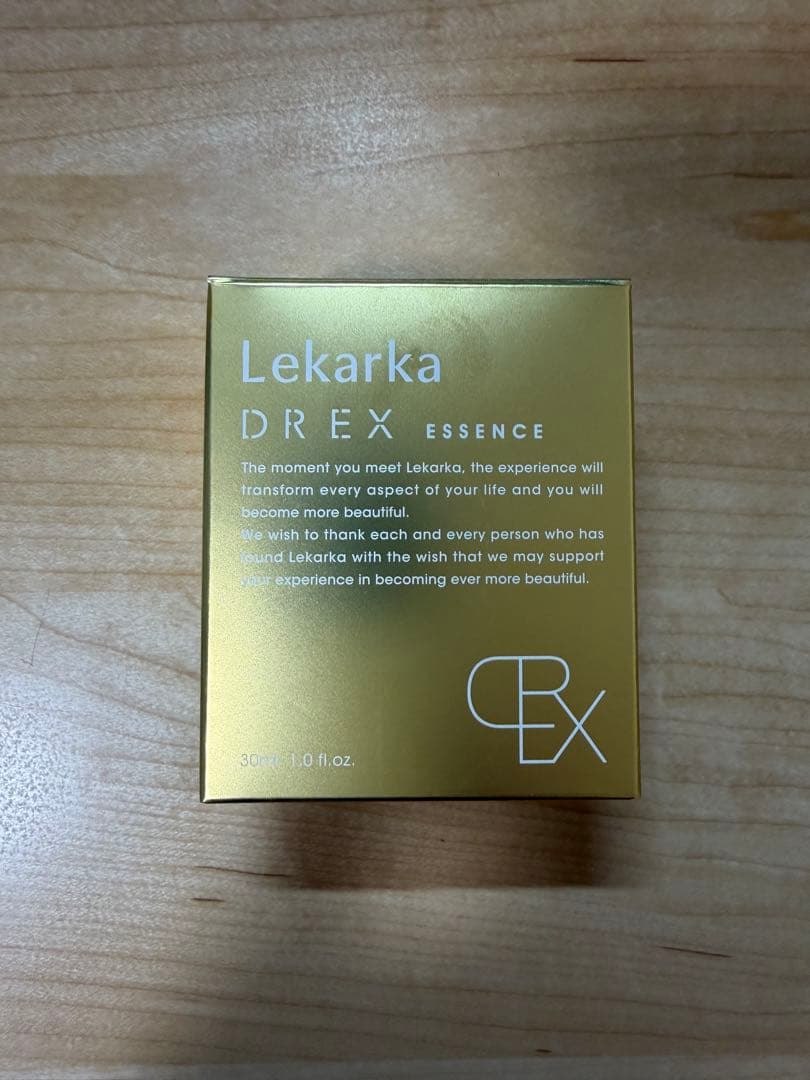 Lekarka
DREX ESSENCE
The moment you meet Lekarka, the experience will
transform every aspect of your life and you will
become more beautiful.
We wish to thank each and every person who has
found Lekarka with the wish that we may support
your experience in becoming ever more beautiful.
DREX
30mL 1.0 fl.oz.